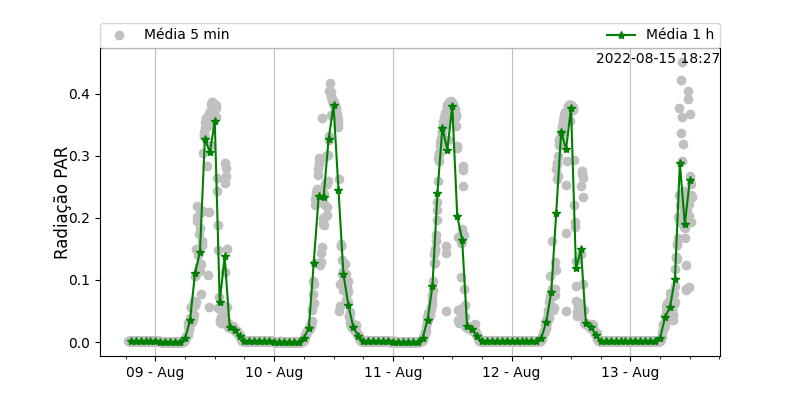 Média 5 min
Média 1 h
2022-08-15 18:27
Radiação PAR
0.4
0.3
0.2
0.1
0.0
09 - Aug
10 - Aug
11 - Aug
12 - Aug
13 - Aug